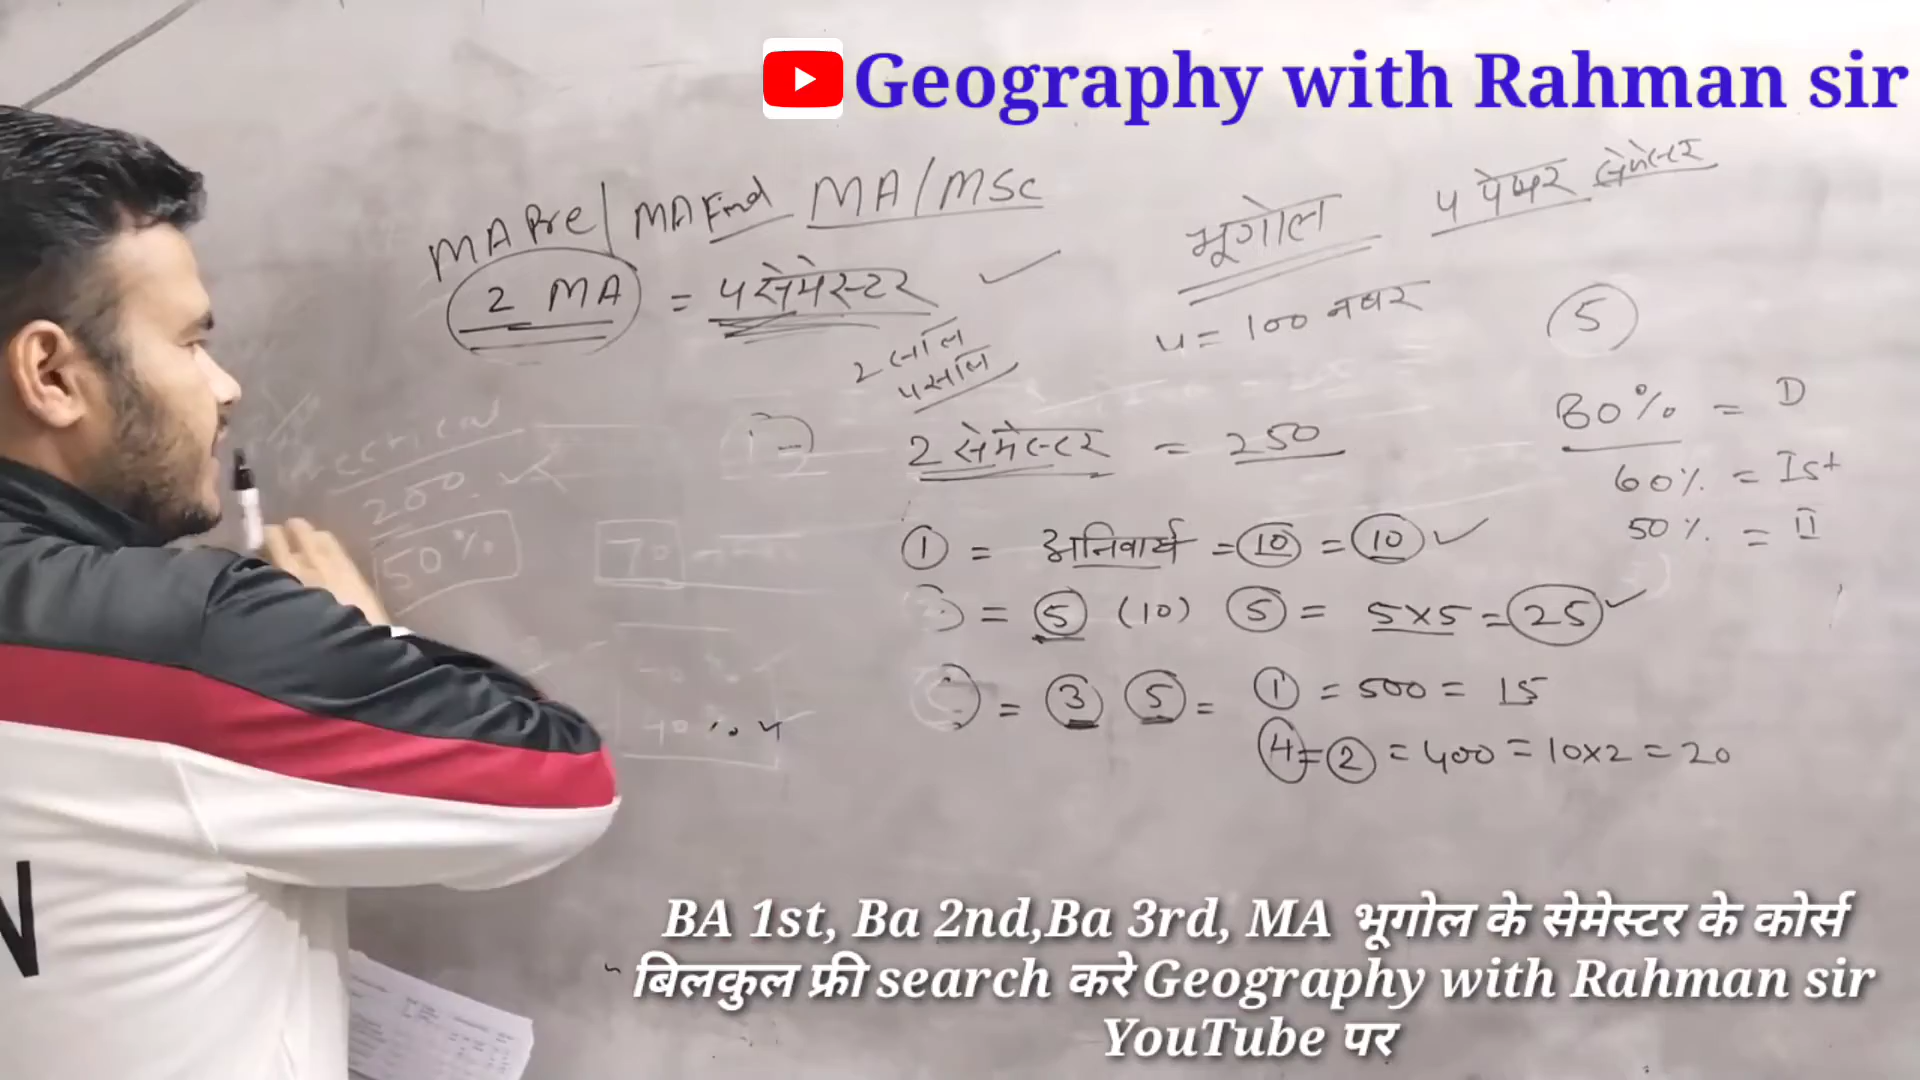 Geography with Rahman sir
MA Pre / MA Final MA / MSc
भूगोल
4 पेपर सेमेस्टर
2 MA = 4 सेमेस्टर
4 = 100 नंबर
2 साल
4 साल
5
2 सेमेस्टर = 250
80% = D
60% = Ist
50% = II
200
50%
70
1 = अनिवार्य = 10 = 10
= 5 (10) 5 = 5x5 = 25
= 3 5 = 1 = 500 = 15
4 = 2 = 400 = 10x2 = 20
BA 1st, Ba 2nd,Ba 3rd, MA भूगोल के सेमेस्टर के कोर्स
बिलकुल फ्री search करे Geography with Rahman sir
YouTube पर